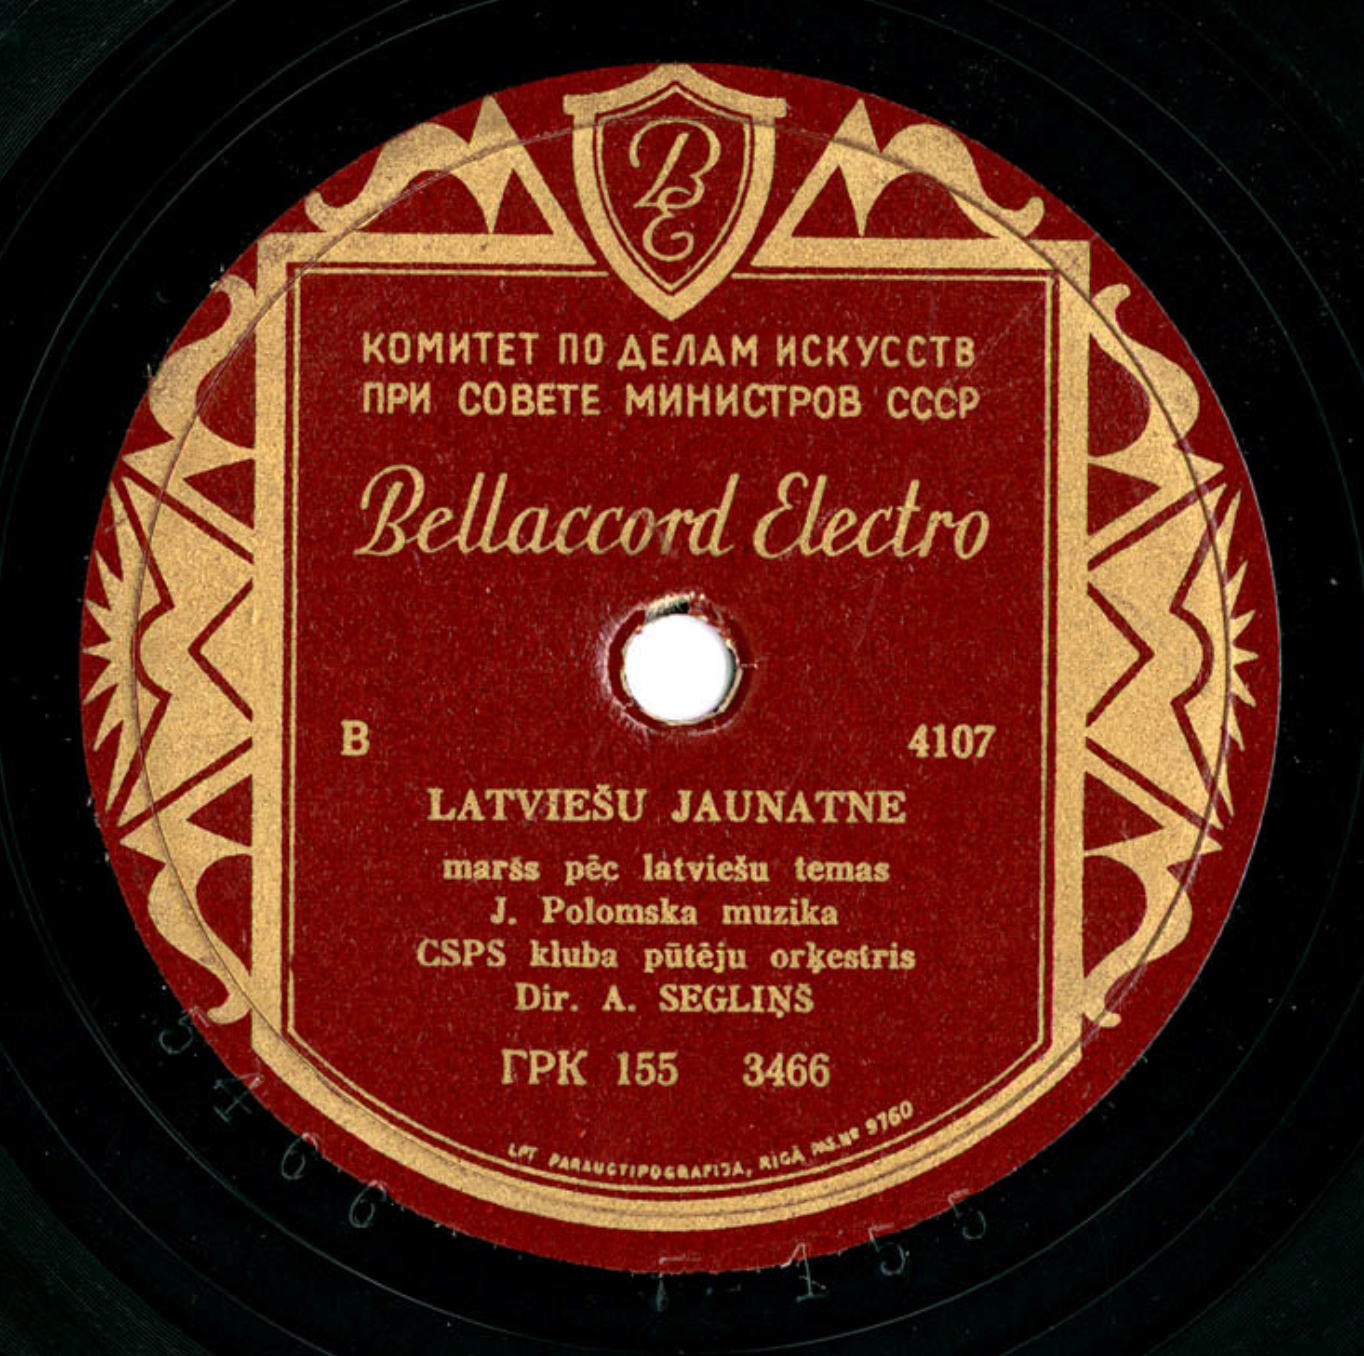 B
E
КОМИТЕТ ПО ДЕЛАМ ИСКУССТВ
ПРИ СОВЕТЕ МИНИСТРОВ СССР
Bellaccord Electro
B 4107
LATVIEŠU JAUNATNE
maršs pēc latviešu temas
J. Polomska muzika
CSPS kluba pūtēju orķestris
Dir. A. SEGLIŅŠ
ГРК 155 3466
LPT PARAUGTIPOGRAFIJA, RIGĀ PAS. № 9760
3466
155